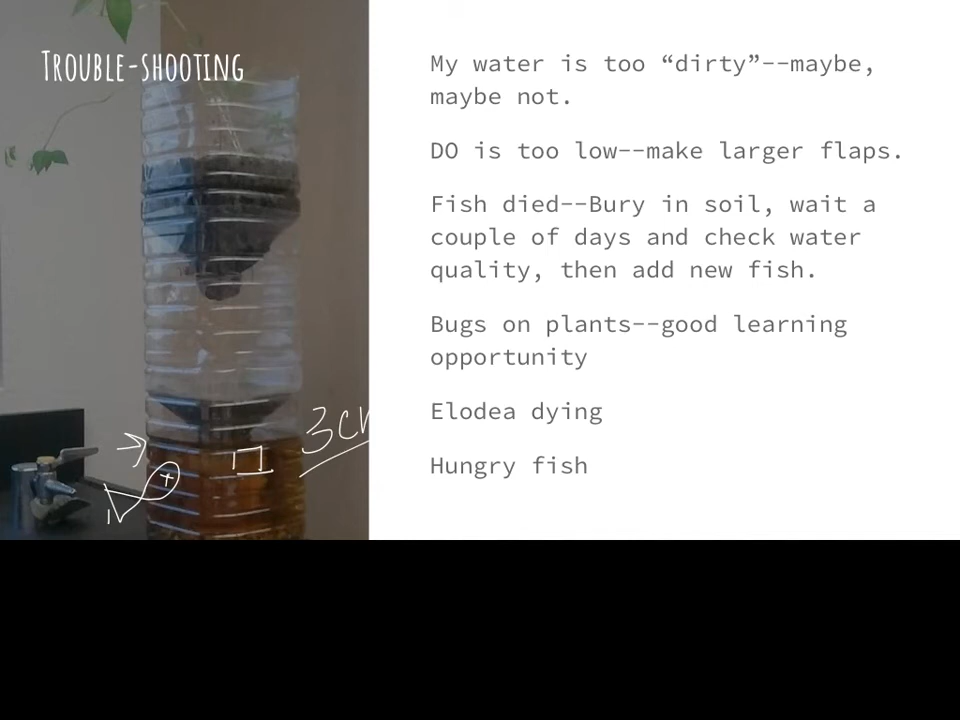 TROUBLE-SHOOTING
My water is too “dirty”--maybe,
maybe not.
DO is too low--make larger flaps.
Fish died--Bury in soil, wait a
couple of days and check water
quality, then add new fish.
Bugs on plants--good learning
opportunity
Elodea dying
Hungry fish
3cm